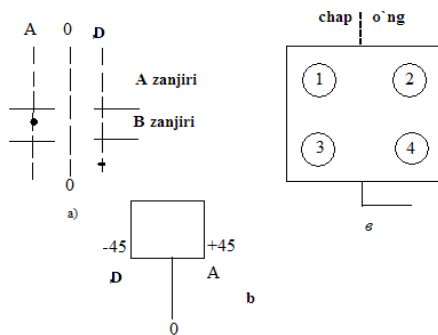 A 0 D
A zanjiri
B zanjiri
0
a)
-45 +45
D A
0
b
chap o`ng
1 2
3 4
в